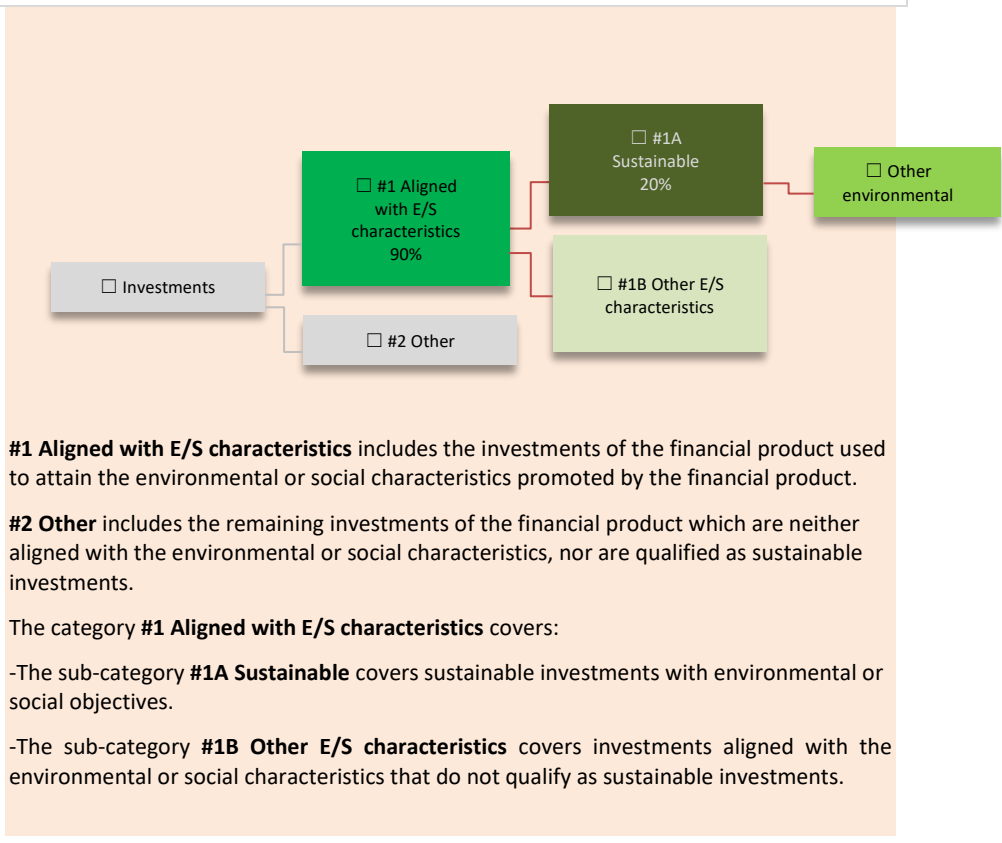 ☐ #1A
Sustainable
20%
☐ Other
environmental
☐ #1 Aligned
with E/S
characteristics
90%
☐ Investments
☐ #1B Other E/S
characteristics
☐ #2 Other
#1 Aligned with E/S characteristics includes the investments of the financial product used
to attain the environmental or social characteristics promoted by the financial product.
#2 Other includes the remaining investments of the financial product which are neither
aligned with the environmental or social characteristics, nor are qualified as sustainable
investments.
The category #1 Aligned with E/S characteristics covers:
-The sub-category #1A Sustainable covers sustainable investments with environmental or
social objectives.
-The sub-category #1B Other E/S characteristics covers investments aligned with the
environmental or social characteristics that do not qualify as sustainable investments.